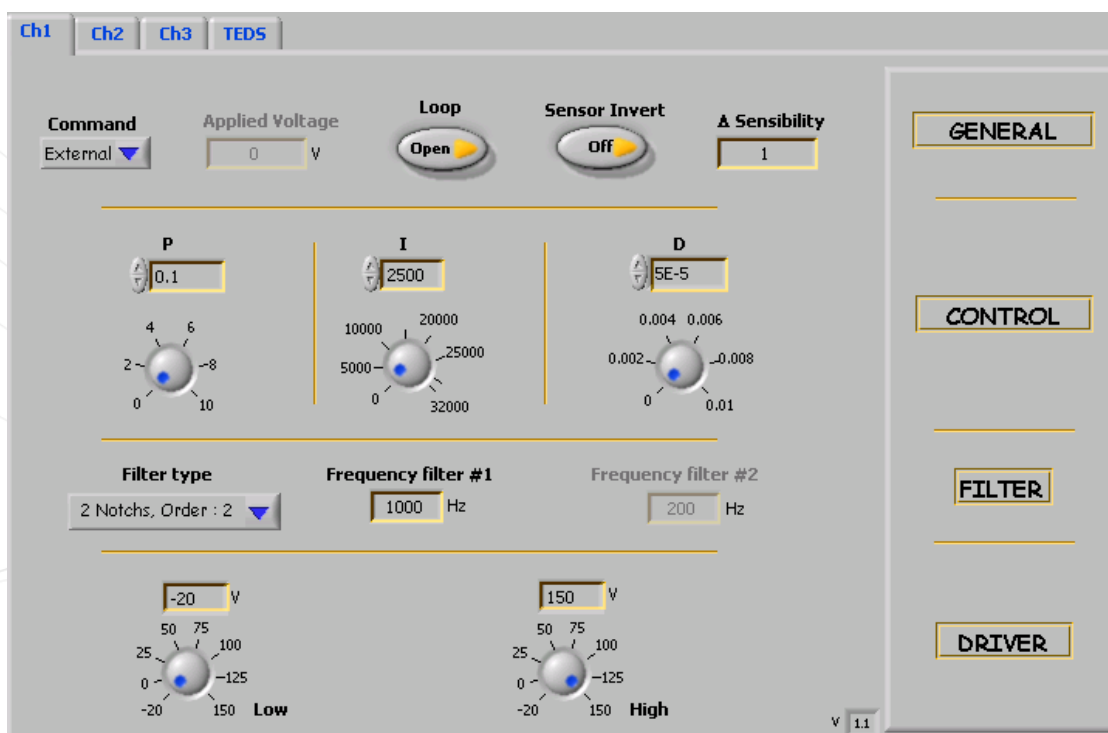 Ch1 Ch2 Ch3 TEDS
Command
External
Applied Voltage
0 V
Loop
Open
Sensor Invert
Off
Δ Sensibility
1
GENERAL
P
0.1
0 2 4 6 8 10
I
2500
0 5000 10000 20000 25000 32000
D
5E-5
0 0.002 0.004 0.006 0.008 0.01
CONTROL
Filter type
2 Notchs, Order : 2
Frequency filter #1
1000 Hz
Frequency filter #2
200 Hz
FILTER
-20 V
-20 0 25 50 75 100 125 150 Low
150 V
-20 0 25 50 75 100 125 150 High
DRIVER
V 1.1